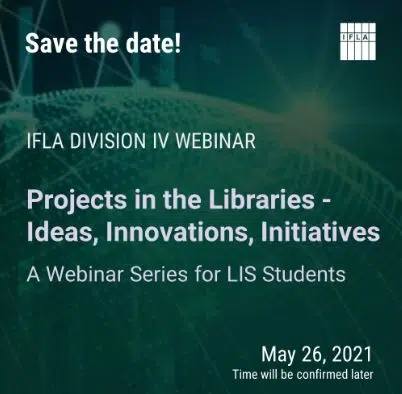 Save the date!
IFLA
IFLA DIVISION IV WEBINAR
Projects in the Libraries -
Ideas, Innovations, Initiatives
A Webinar Series for LIS Students
May 26, 2021
Time will be confirmed later